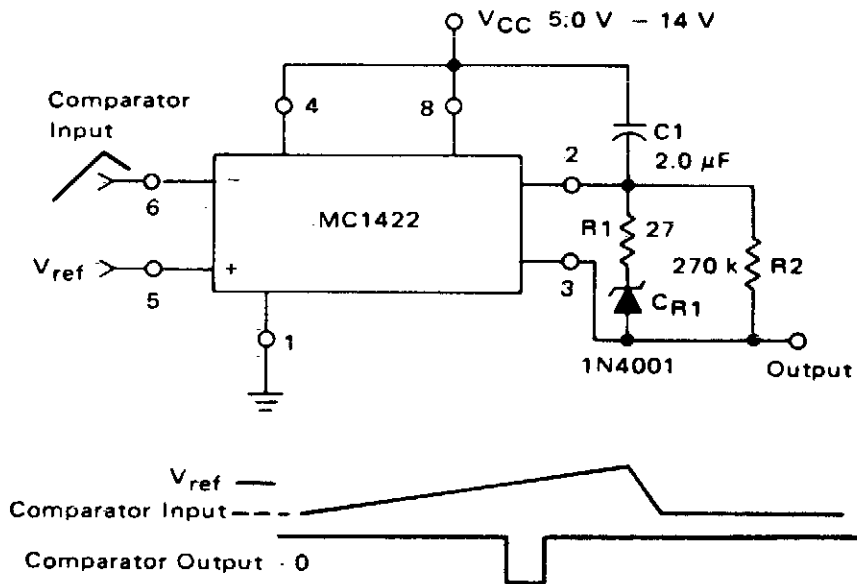 VCC 5.0 V – 14 V
Comparator
Input
4
8
C1
2.0 µF
2
6
–
MC1422
R1
27
270 k
R2
Vref
+
5
3
CR1
1
1N4001
Output
Vref
Comparator Input
Comparator Output
0